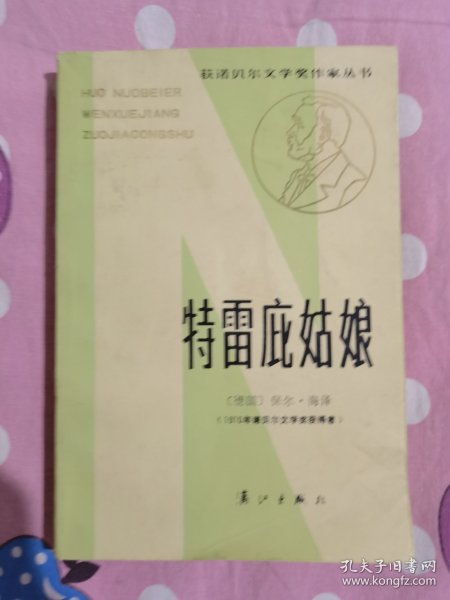 获诺贝尔文学奖作家丛书
HUO NUOBEIER
WENXUEJIANG
ZUOJIACONGSHU
特雷庇姑娘
〔德国〕保尔·海泽
（1910年诺贝尔文学奖获得者）
漓江出版社
孔夫子旧书网
www.kongfz.com